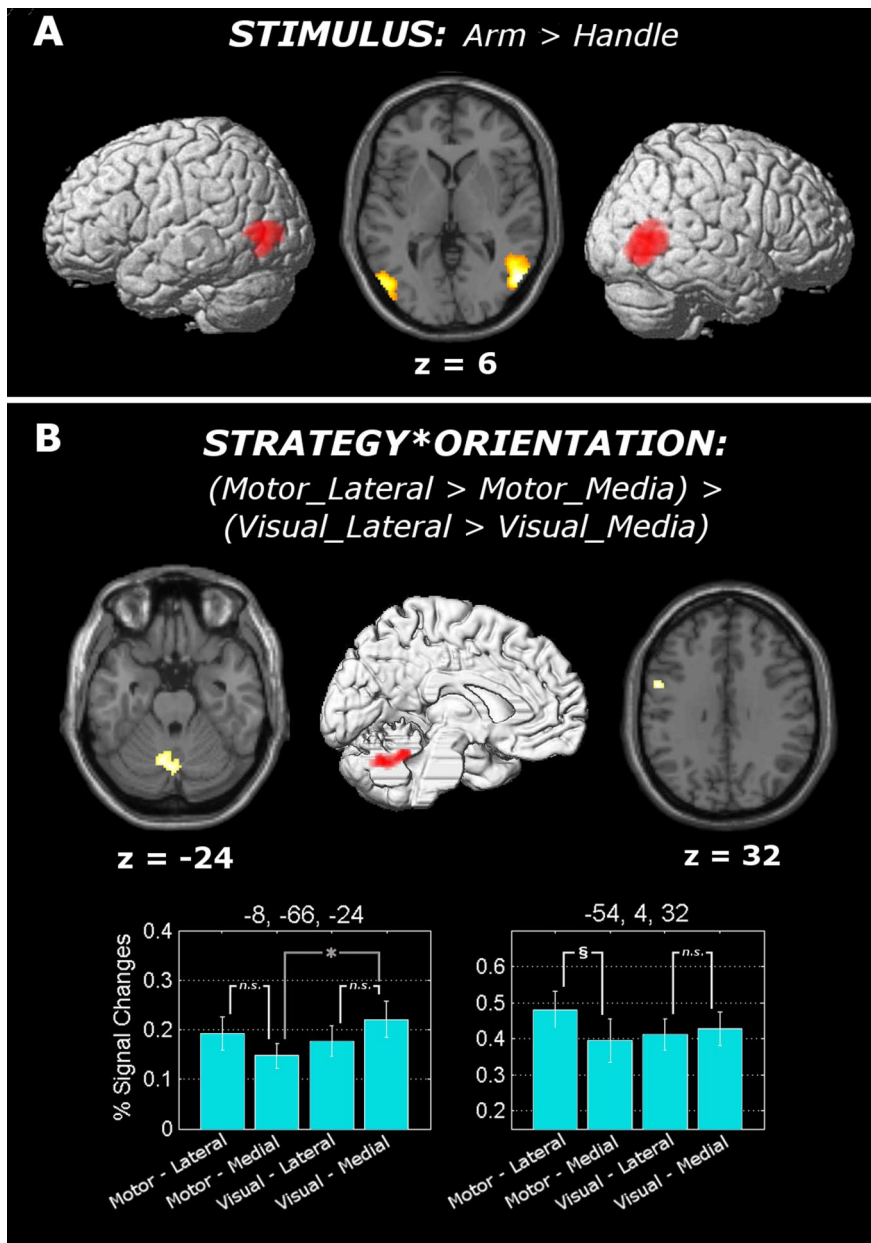 A
STIMULUS: Arm > Handle
z = 6
B
STRATEGY*ORIENTATION:
(Motor_Lateral > Motor_Media) >
(Visual_Lateral > Visual_Media)
z = -24
z = 32
-8, -66, -24
% Signal Changes
0.4
0.3
0.2
0.1
0
n.s.
*
n.s.
Motor - Lateral
Motor - Medial
Visual - Lateral
Visual - Medial
-54, 4, 32
0.6
0.5
0.4
0.3
0.2
§
n.s.
Motor - Lateral
Motor - Medial
Visual - Lateral
Visual - Medial